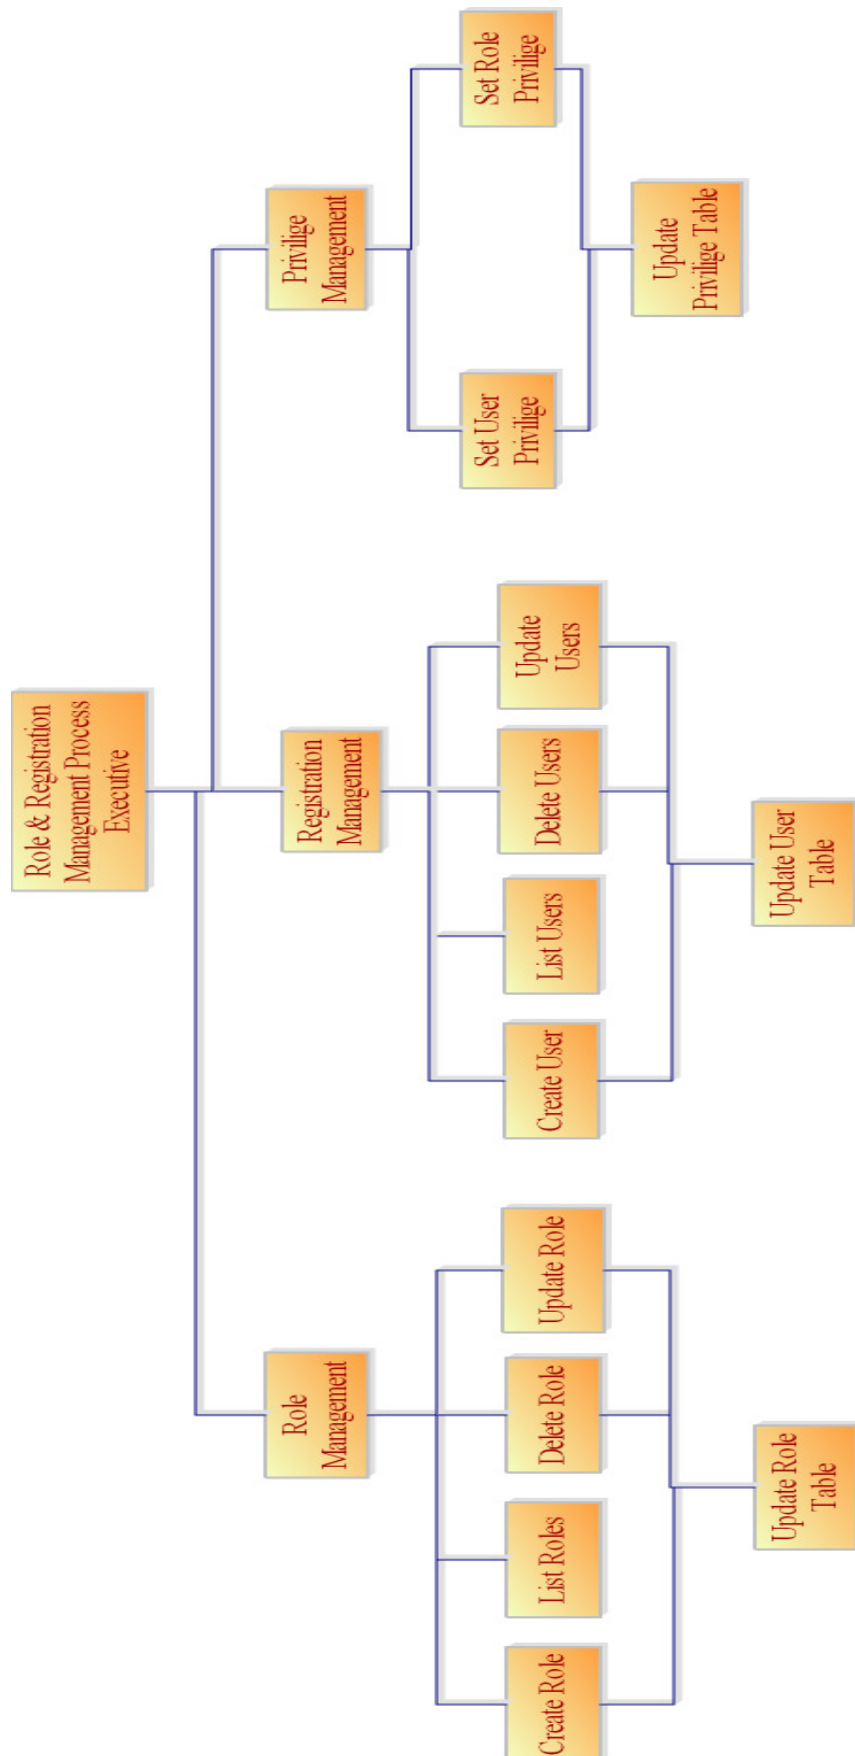 Role & Registration
Management Process
Executive
Role
Management
Registration
Management
Privilige
Management
Create Role
List Roles
Delete Role
Update Role
Create User
List Users
Delete Users
Update
Users
Set User
Privilige
Set Role
Privilige
Update Role
Table
Update User
Table
Update
Privilige Table